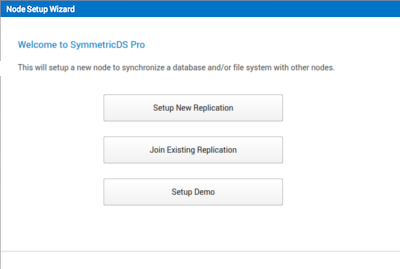 Node Setup Wizard
Welcome to SymmetricDS Pro
This will setup a new node to synchronize a database and/or file system with other nodes.
Setup New Replication
Join Existing Replication
Setup Demo